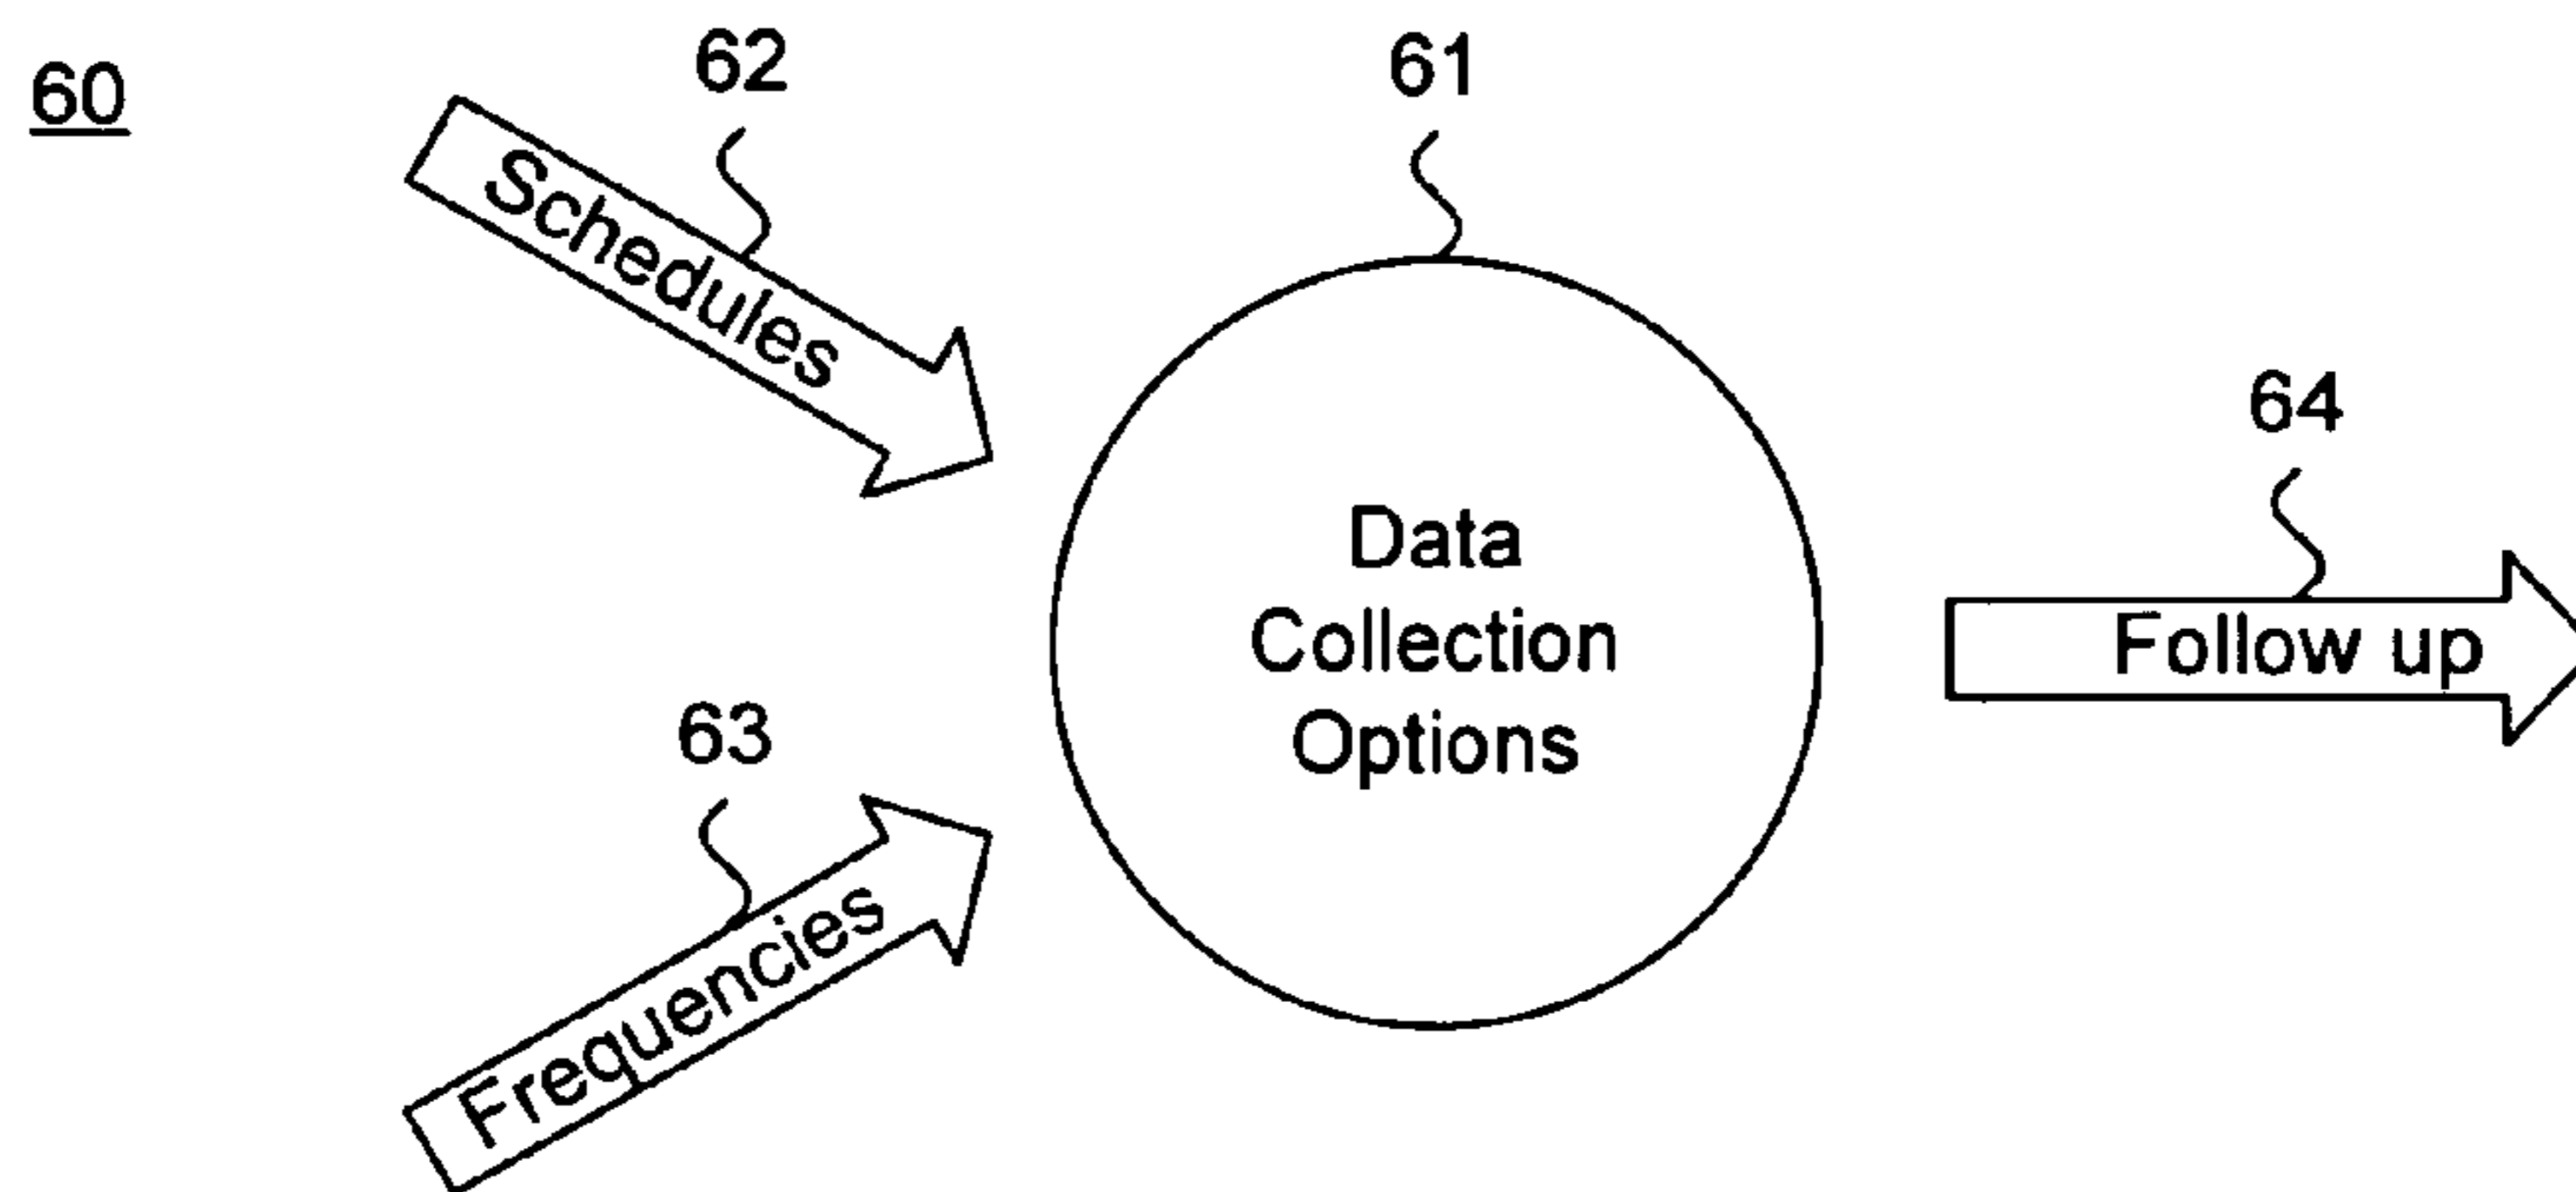 60
62
61
Schedules
64
Data
Collection
Options
Follow up
63
Frequencies